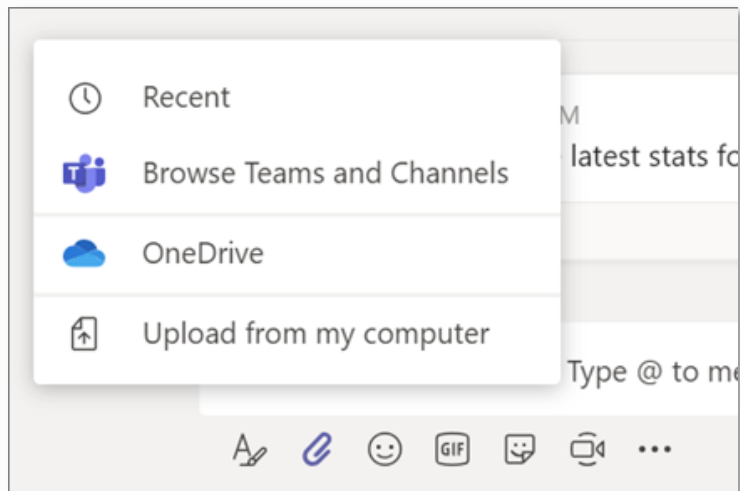 Recent
M
Browse Teams and Channels
latest stats fo
OneDrive
Upload from my computer
Type @ to me
GIF